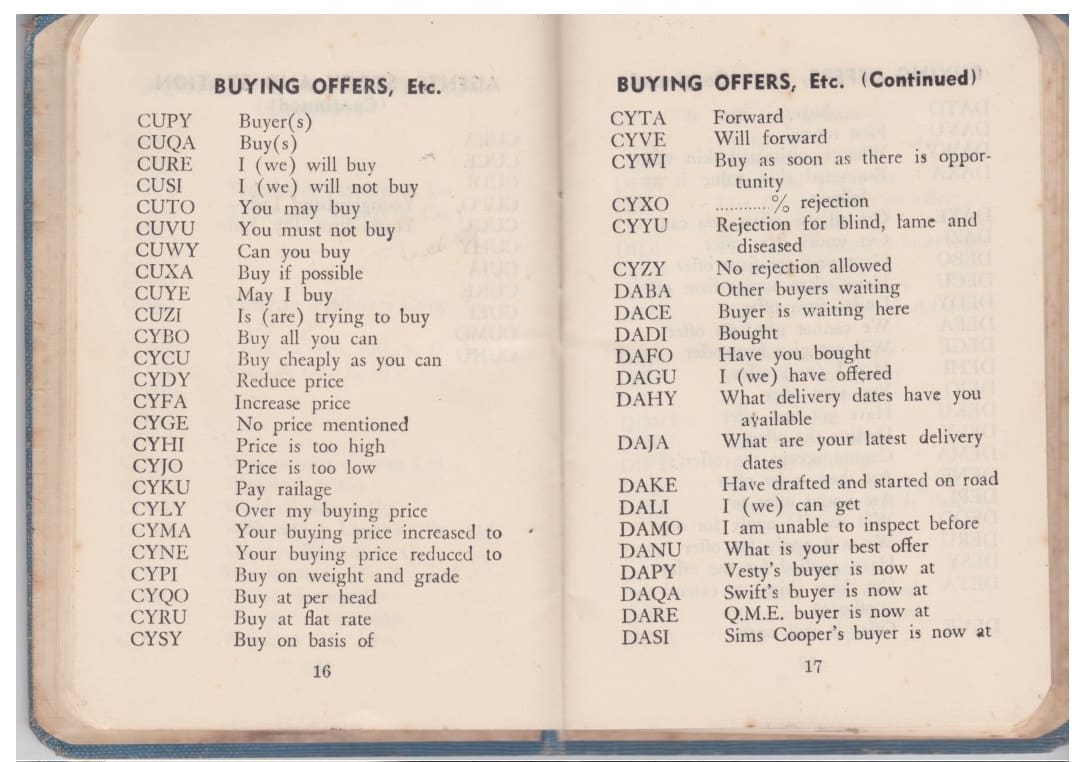 BUYING OFFERS, Etc.
CUPY Buyer(s)
CUQA Buy(s)
CURE I (we) will buy
CUSI I (we) will not buy
CUTO You may buy
CUVU You must not buy
CUWY Can you buy
CUXA Buy if possible
CUYE May I buy
CUZI Is (are) trying to buy
CYBO Buy all you can
CYCU Buy cheaply as you can
CYDY Reduce price
CYFA Increase price
CYGE No price mentioned
CYHI Price is too high
CYJO Price is too low
CYKU Pay railage
CYLY Over my buying price
CYMA Your buying price increased to
CYNE Your buying price reduced to
CYPI Buy on weight and grade
CYQO Buy at per head
CYRU Buy at flat rate
CYSY Buy on basis of
16
BUYING OFFERS, Etc. (Continued)
CYTA Forward
CYVE Will forward
CYWI Buy as soon as there is oppor-
tunity
CYXO ............% rejection
CYYU Rejection for blind, lame and
diseased
CYZY No rejection allowed
DABA Other buyers waiting
DACE Buyer is waiting here
DADI Bought
DAFO Have you bought
DAGU I (we) have offered
DAHY What delivery dates have you
available
DAJA What are your latest delivery
dates
DAKE Have drafted and started on road
DALI I (we) can get
DAMO I am unable to inspect before
DANU What is your best offer
DAPY Vesty's buyer is now at
DAQA Swift's buyer is now at
DARE Q.M.E. buyer is now at
DASI Sims Cooper's buyer is now at
17